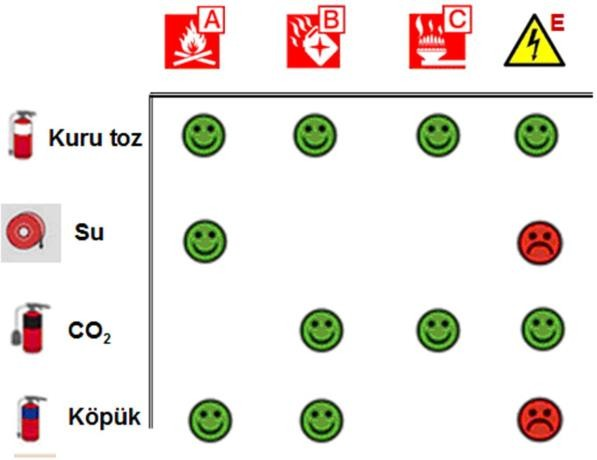 A B C E
Kuru toz
Su
CO₂
Köpük